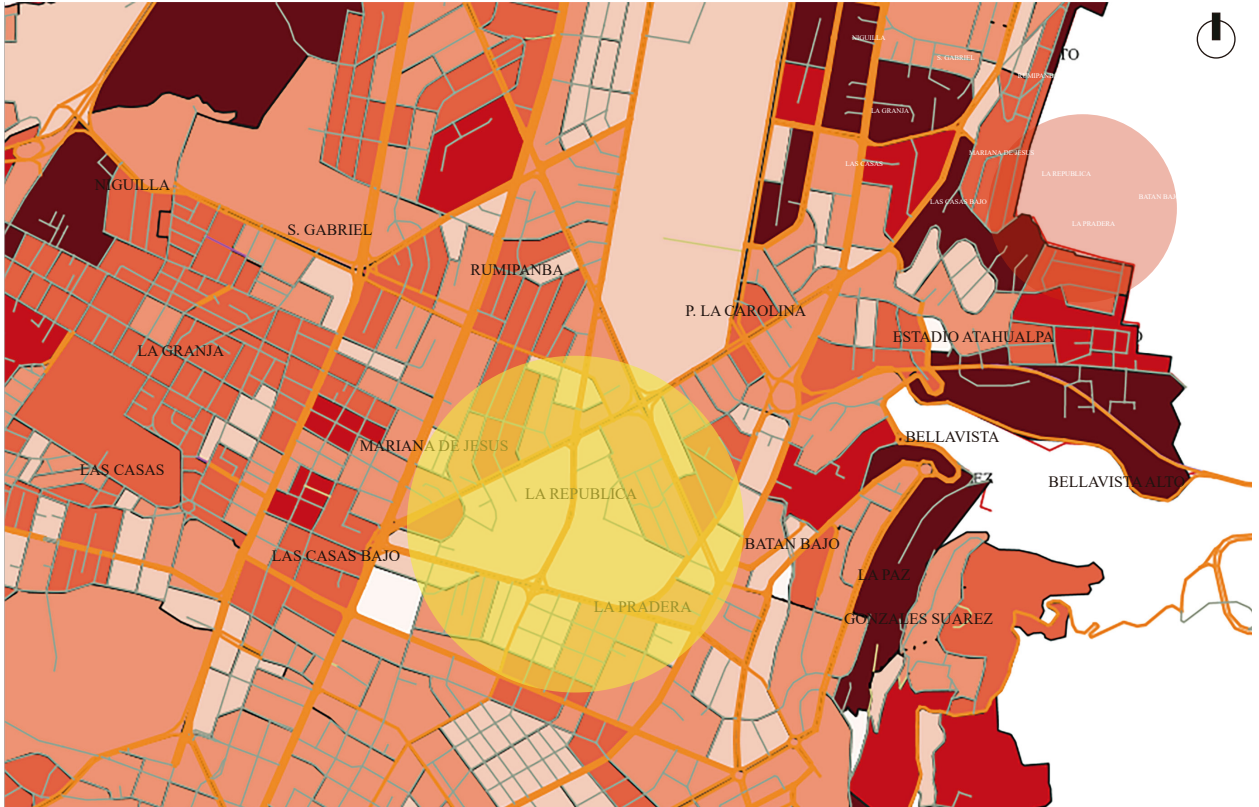 NIGUILLA
S. GABRIEL
TO
RUMIPANBA
LA GRANJA
LAS CASAS
MARIANA DE JESUS
LA REPUBLICA
LAS CASAS BAJO
BATAN BAJO
LA PRADERA
NIGUILLA
S. GABRIEL
RUMIPANBA
P. LA CAROLINA
ESTADIO ATAHUALPA
LA GRANJA
MARIANA DE JESUS
BELLAVISTA
LAS CASAS
EZ
BELLAVISTA ALTO
LA REPUBLICA
BATAN BAJO
LAS CASAS BAJO
LA PAZ
LA PRADERA
GONZALES SUAREZ